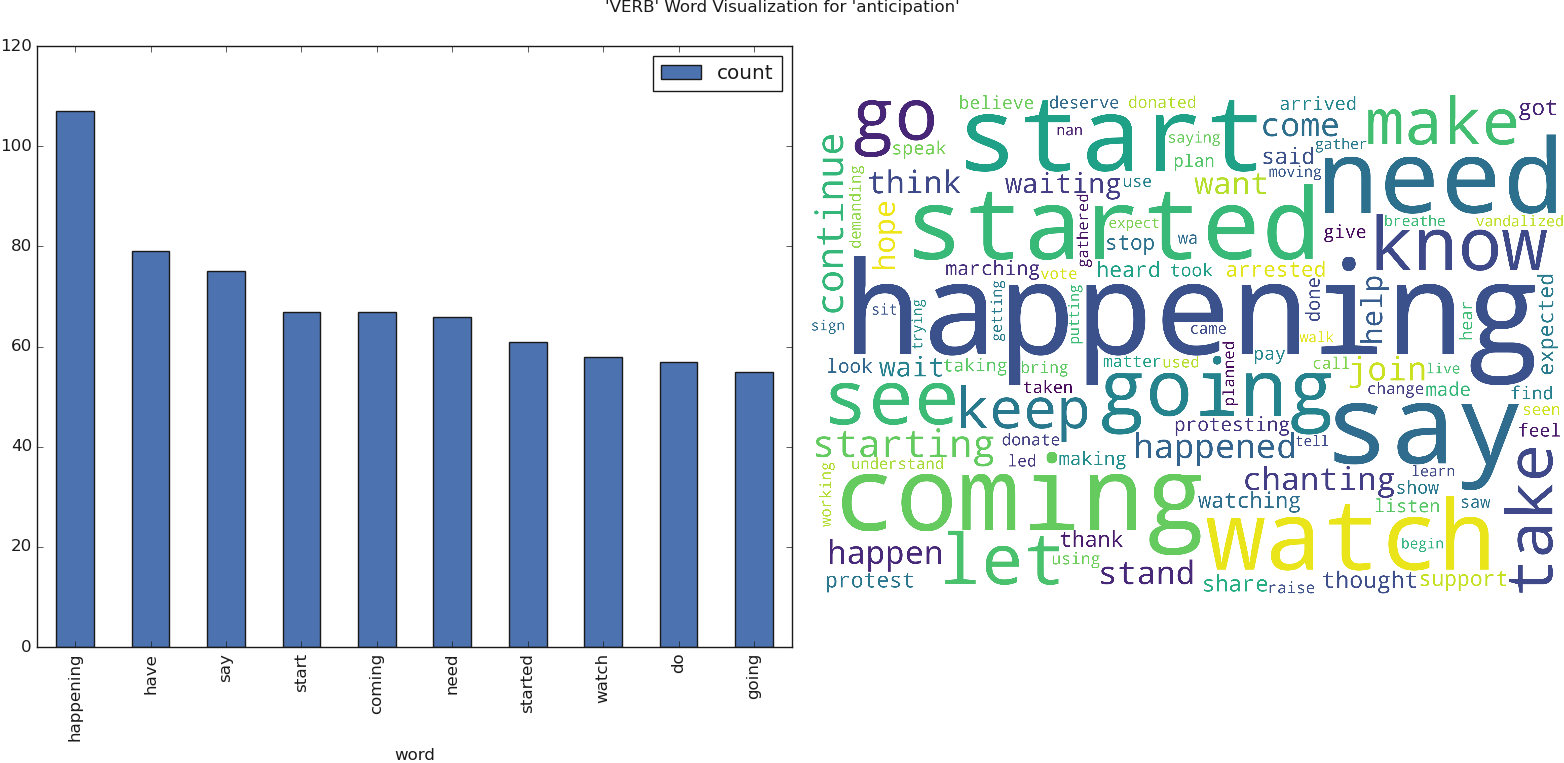 'VERB' Word Visualization for 'anticipation'
120
100
80
60
40
20
0
count
happening
have
say
start
coming
need
started
watch
do
going
word
go
believe
deserve
donated
start
nan
saying
plan
arrived
come
gather
said
moving
make
got
speak
think
waiting
use
want
need
continue
demanding
hope
started
gathered
expect
stop
wa
give
breathe
vandalized
know
marching
vote
heard
took
arrested
happening
sit
sign
trying
getting
putting
came
done
walk
help
hear
expected
look
wait
taking
bring
matter
used
planned
pay
call
join
live
taken
change
made
find
see
keep
going
say
seen
feel
starting
donate
protesting
happened
tell
understand
led
making
working
coming
chanting
learn
show
watching
listen
saw
take
watch
begin
happen
let
thank
using
stand
protest
share
raise
thought
support